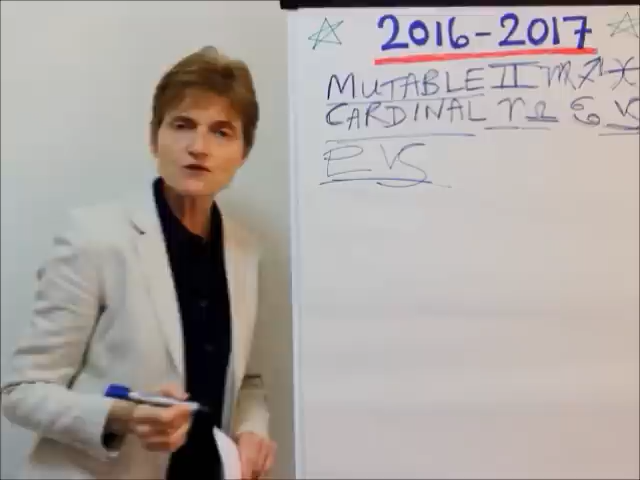 2016-2017
MUTABLE ♊ ♍ ♐ ♓
CARDINAL ♈ ♎ ♋ ♑
♇ ♑